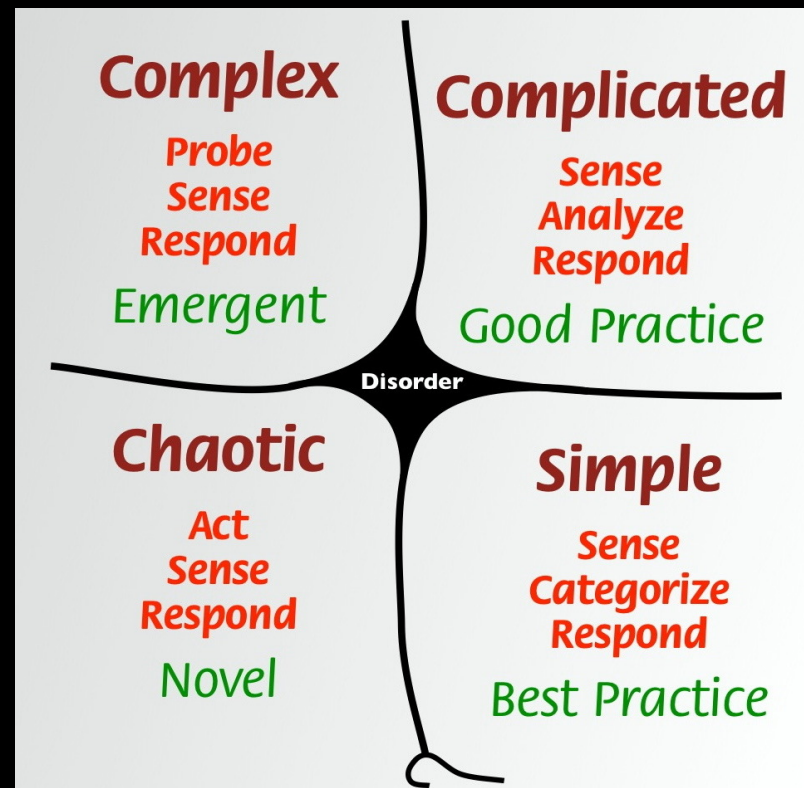 Complex
Probe
Sense
Respond
Emergent
Complicated
Sense
Analyze
Respond
Good Practice
Disorder
Chaotic
Act
Sense
Respond
Novel
Simple
Sense
Categorize
Respond
Best Practice